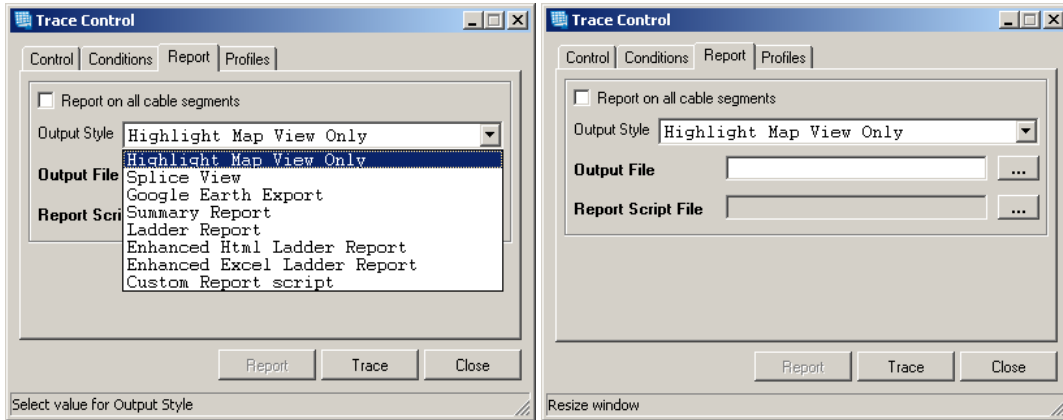 Trace Control
Control Conditions Report Profiles
Report on all cable segments
Output Style Highlight Map View Only
Highlight Map View Only
Output File
Splice View
Google Earth Export
Report Scri
Summary Report
Ladder Report
Enhanced Html Ladder Report
Enhanced Excel Ladder Report
Custom Report script
Report Trace Close
Select value for Output Style
Trace Control
Control Conditions Report Profiles
Report on all cable segments
Output Style Highlight Map View Only
Output File ...
Report Script File ...
Report Trace Close
Resize window